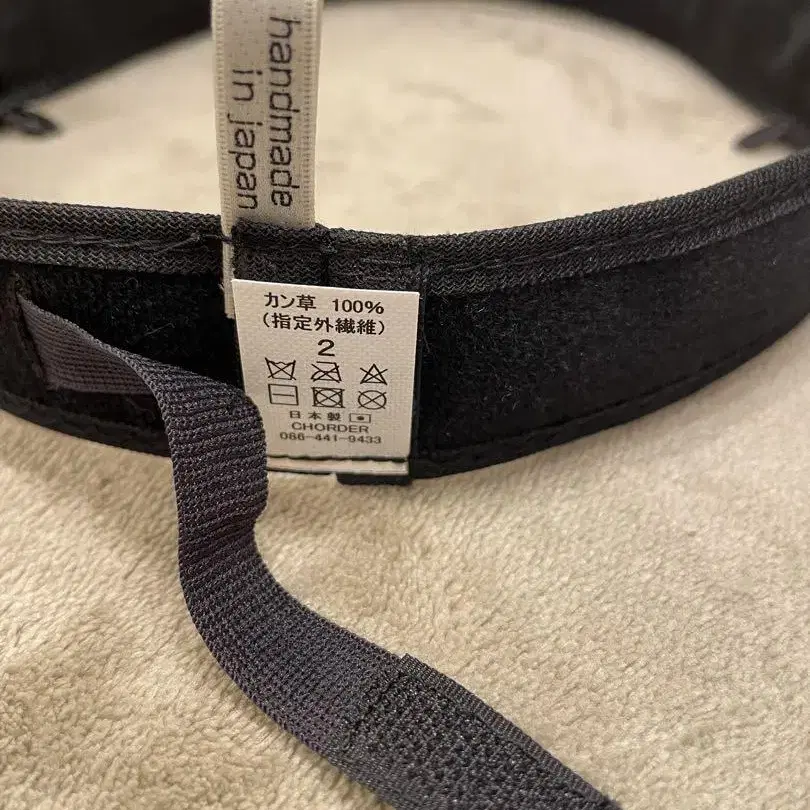 handmade
in japan
カン草 100%
(指定外繊維)
2
日本製
CHORDER
086-441-9433